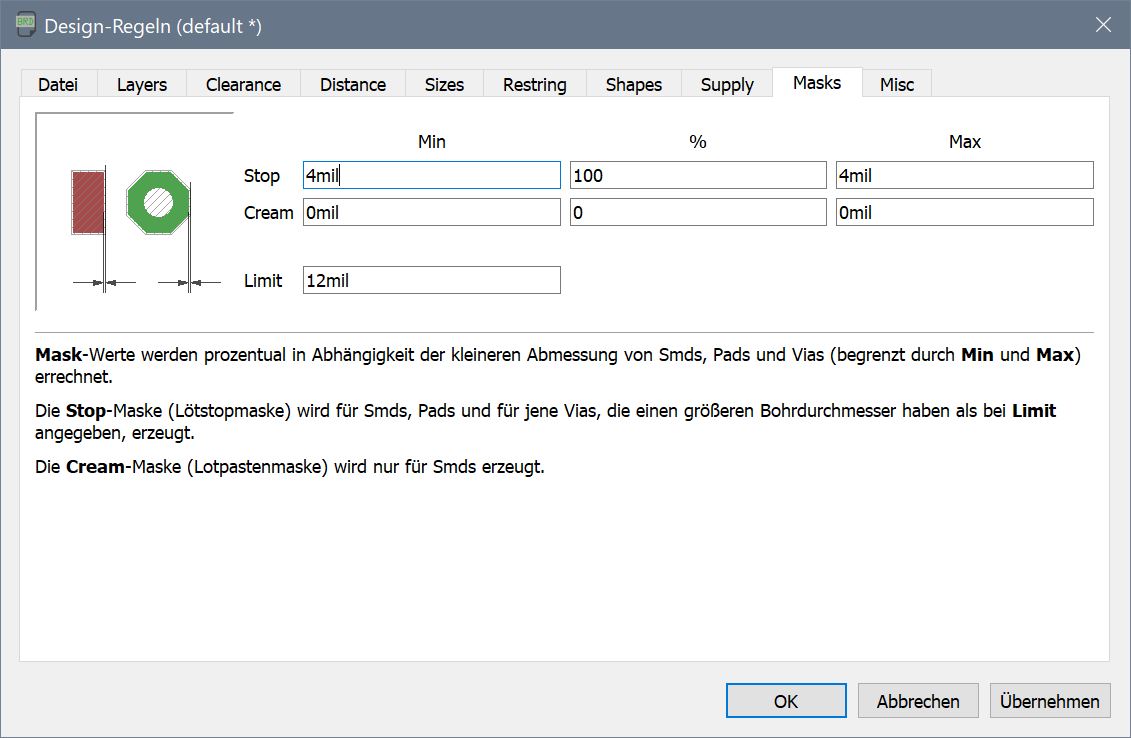 BRD
Design-Regeln (default *)
Datei Layers Clearance Distance Sizes Restring Shapes Supply Masks Misc
Min % Max
Stop 4mil 100 4mil
Cream 0mil 0 0mil
Limit 12mil
Mask-Werte werden prozentual in Abhängigkeit der kleineren Abmessung von Smds, Pads und Vias (begrenzt durch Min und Max)
errechnet.
Die Stop-Maske (Lötstopmaske) wird für Smds, Pads und für jene Vias, die einen größeren Bohrdurchmesser haben als bei Limit
angegeben, erzeugt.
Die Cream-Maske (Lotpastenmaske) wird nur für Smds erzeugt.
OK Abbrechen Übernehmen